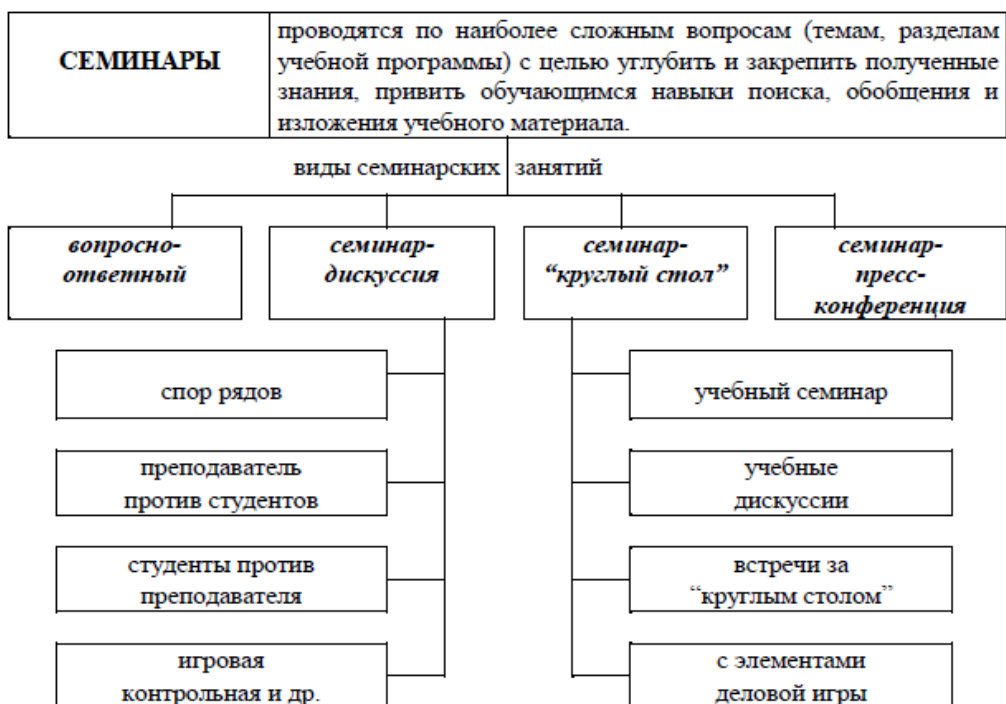 СЕМИНАРЫ
проводятся по наиболее сложным вопросам (темам, разделам
учебной программы) с целью углубить и закрепить полученные
знания, привить обучающимся навыки поиска, обобщения и
изложения учебного материала.
виды семинарских занятий
вопросно-
ответный
семинар-
дискуссия
семинар-
“круглый стол”
семинар-
пресс-
конференция
спор рядов
преподаватель
против студентов
студенты против
преподавателя
игровая
контрольная и др.
учебный семинар
учебные
дискуссии
встречи за
“круглым столом”
с элементами
деловой игры